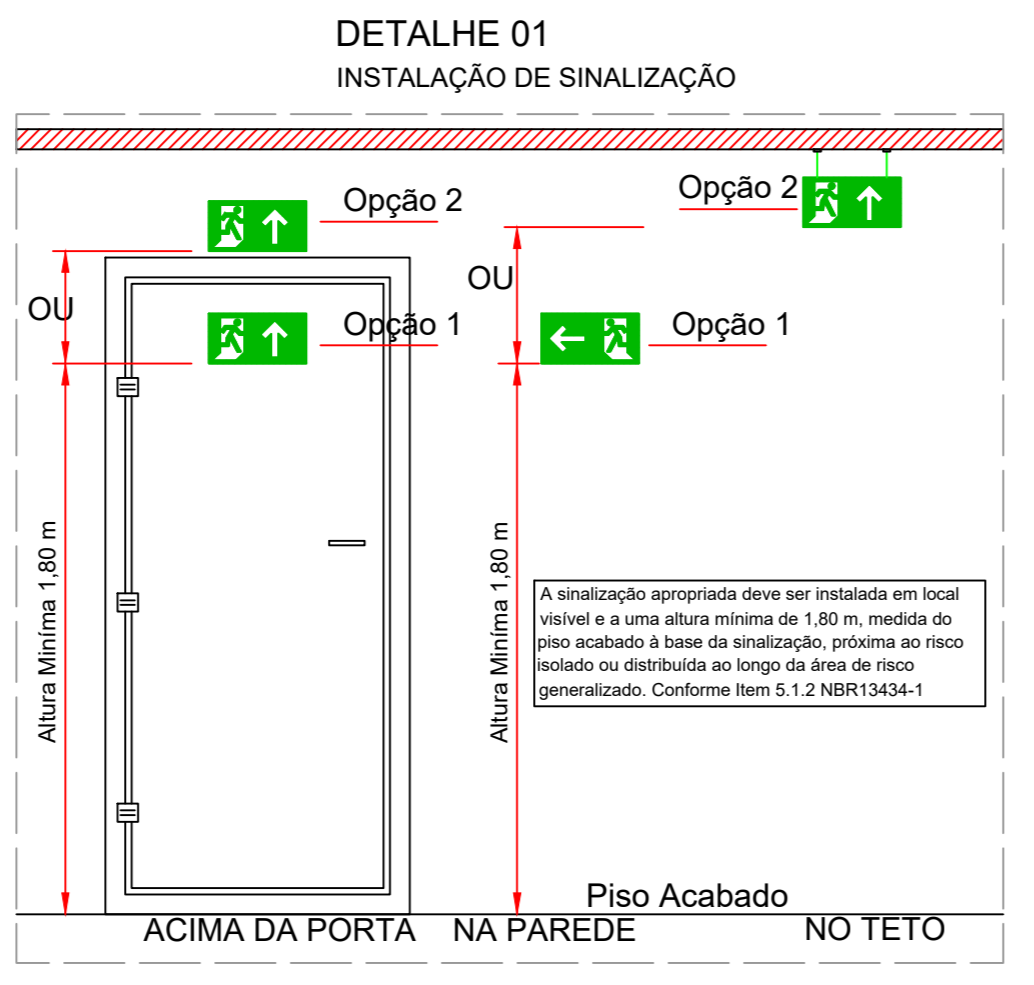 DETALHE 01
INSTALAÇÃO DE SINALIZAÇÃO
Opção 2
Opção 2
OU
OU
Opção 1
Opção 1
Altura Miníma 1,80 m
Altura Miníma 1,80 m
A sinalização apropriada deve ser instalada em local
visível e a uma altura mínima de 1,80 m, medida do
piso acabado à base da sinalização, próxima ao risco
isolado ou distribuída ao longo da área de risco
generalizado. Conforme Item 5.1.2 NBR13434-1
Piso Acabado
ACIMA DA PORTA
NA PAREDE
NO TETO